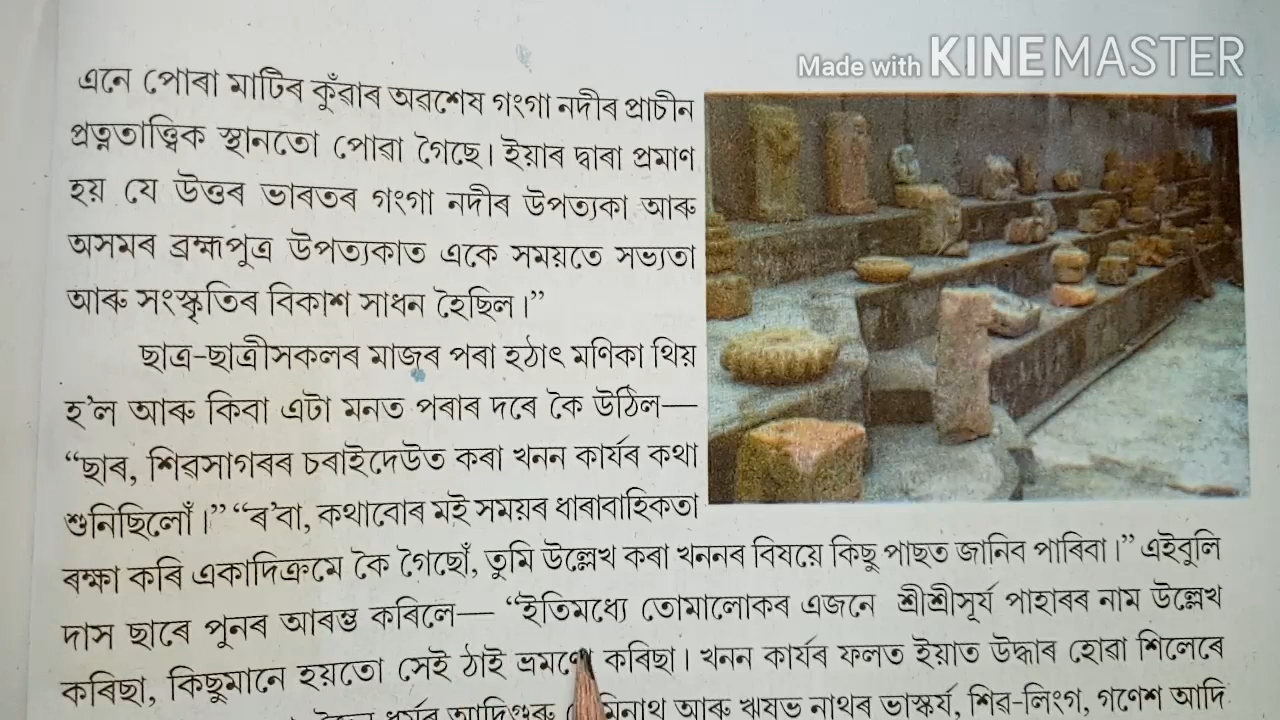 Made with KINEMASTER
এনে পোৰা মাটিৰ কুঁৱাৰ অৱশেষ গংগা নদীৰ প্ৰাচীন
প্ৰত্নতাত্ত্বিক স্থানতো পোৱা গৈছে। ইয়াৰ দ্বাৰা প্ৰমাণ
হয় যে উত্তৰ ভাৰতৰ গংগা নদীৰ উপত্যকা আৰু
অসমৰ ব্ৰহ্মপুত্ৰ উপত্যকাত একে সময়তে সভ্যতা
আৰু সংস্কৃতিৰ বিকাশ সাধন হৈছিল।”
ছাত্ৰ-ছাত্ৰীসকলৰ মাজৰ পৰা হঠাৎ মণিকা থিয়
হ’ল আৰু কিবা এটা মনত পৰাৰ দৰে কৈ উঠিল—
“ছাৰ, শিৱসাগৰৰ চৰাইদেউত কৰা খনন কাৰ্যৰ কথা
শুনিছিলোঁ।” “ৰ’বা, কথাবোৰ মই সময়ৰ ধাৰাবাহিকতা
ৰক্ষা কৰি একাদিক্ৰমে কৈ গৈছোঁ, তুমি উল্লেখ কৰা খননৰ বিষয়ে কিছু পাছত জানিব পাৰিবা।” এইবুলি
দাস ছাৰে পুনৰ আৰম্ভ কৰিলে— “ইতিমধ্যে তোমালোকৰ এজনে শ্ৰীশ্ৰীসূৰ্য পাহাৰৰ নাম উল্লেখ
কৰিছা, কিছুমানে হয়তো সেই ঠাই ভ্ৰমণো কৰিছা। খনন কাৰ্যৰ ফলত ইয়াত উদ্ধাৰ হোৱা শিলেৰে
জৈন ধৰ্মৰ আদিগুৰু আৰু ঋষভ নাথৰ ভাস্কৰ্য, শিৱ-লিংগ, গণেশ আদি